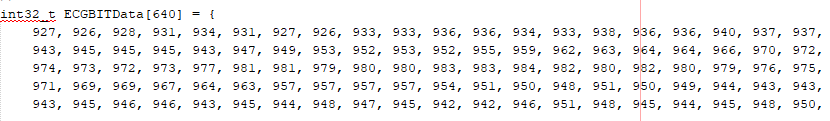 int32_t ECGBITData[640] = {
927, 926, 928, 931, 934, 931, 927, 926, 933, 933, 936, 936, 934, 933, 938, 936, 936, 940, 937, 937,
943, 945, 945, 945, 943, 947, 949, 953, 952, 953, 952, 955, 959, 962, 963, 964, 964, 966, 970, 972,
974, 973, 972, 973, 977, 981, 981, 979, 980, 980, 983, 983, 984, 982, 980, 982, 980, 979, 976, 975,
971, 969, 969, 967, 964, 963, 957, 957, 957, 957, 954, 951, 950, 948, 951, 950, 949, 944, 943, 943,
943, 945, 946, 946, 943, 945, 944, 948, 947, 945, 942, 942, 946, 951, 948, 945, 944, 945, 948, 950,